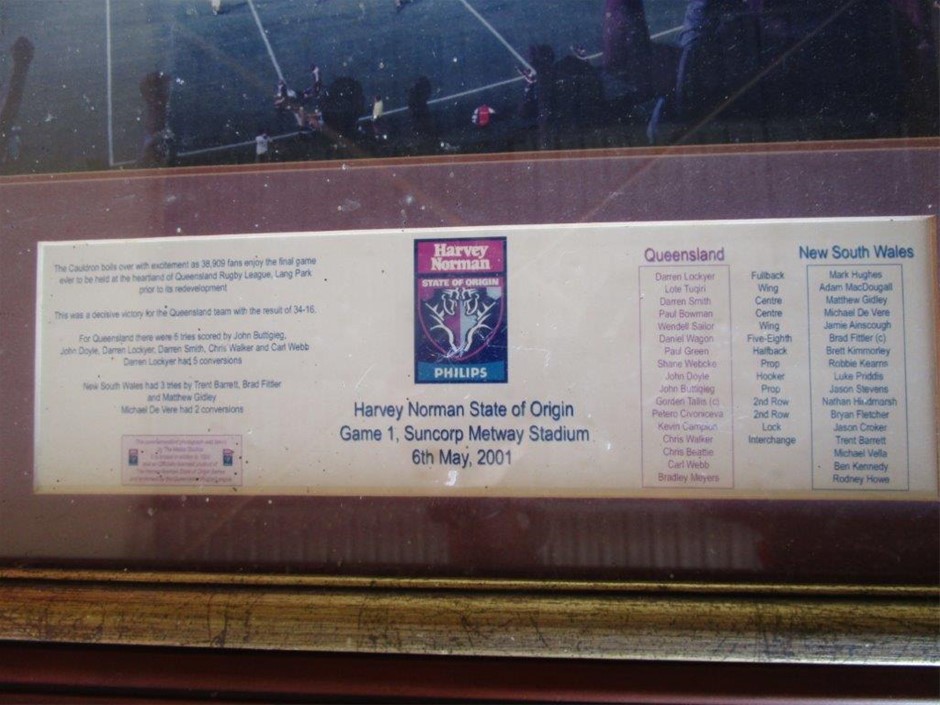 The Cauldron boils over with excitement as 38,909 fans enjoy the final game
ever to be held at the heartland of Queensland Rugby League, Lang Park
prior to its redevelopment
This was a decisive victory for the Queensland team with the result of 34-16.
For Queensland there were 6 tries scored by John Buttigieg,
John Doyle, Darren Lockyer, Darren Smith, Chris Walker and Carl Webb
Darren Lockyer had 5 conversions
New South Wales had 3 tries by Trent Barrett, Brad Fittler
and Matthew Gidley
Michael De Vere had 2 conversions
Harvey
Norman
STATE OF ORIGIN
PHILIPS
Harvey Norman State of Origin
Game 1, Suncorp Metway Stadium
6th May, 2001
Queensland
Darren Lockyer
Lote Tuqiri
Darren Smith
Paul Bowman
Wendell Sailor
Daniel Wagon
Paul Green
Shane Webcke
John Doyle
John Buttigieg
Gorden Tallis (c)
Petero Civoniceva
Kevin Campion
Chris Walker
Chris Beattie
Carl Webb
Bradley Meyers
Fullback
Wing
Centre
Centre
Wing
Five-Eighth
Halfback
Prop
Hooker
Prop
2nd Row
2nd Row
Lock
Interchange
New South Wales
Mark Hughes
Adam MacDougall
Matthew Gidley
Michael De Vere
Jamie Ainscough
Brad Fittler (c)
Brett Kimmorley
Robbie Kearns
Luke Priddis
Jason Stevens
Nathan Hindmarsh
Bryan Fletcher
Jason Croker
Trent Barrett
Michael Vella
Ben Kennedy
Rodney Howe